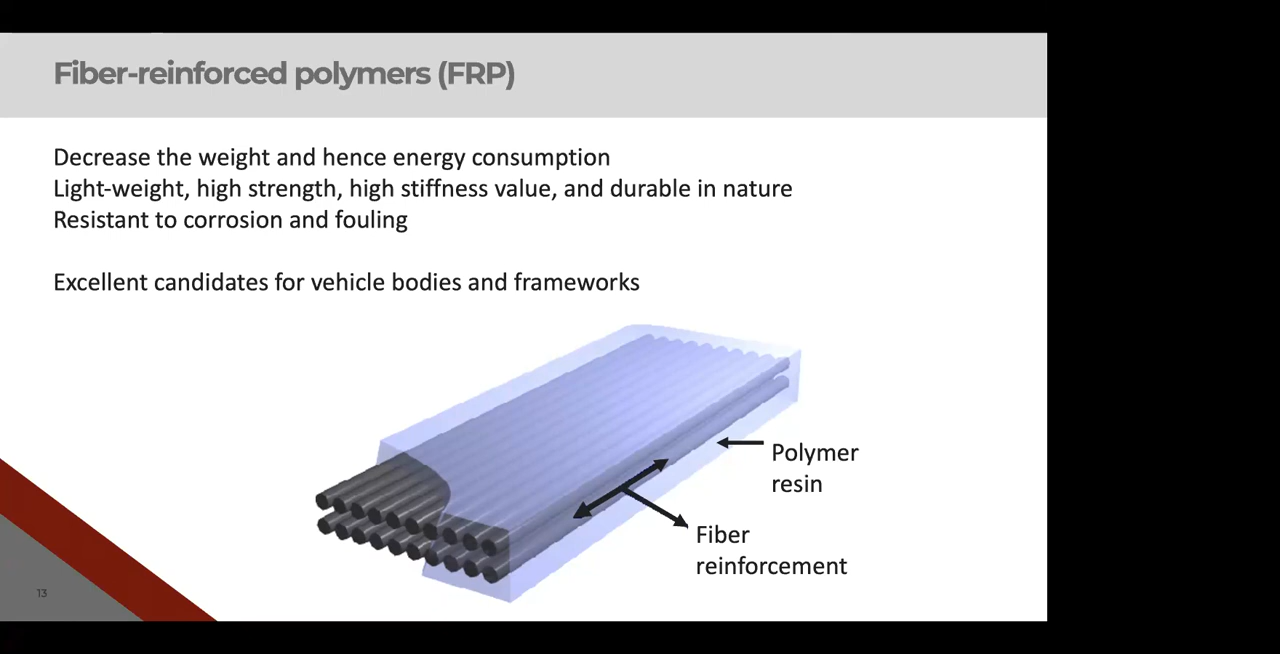 Fiber-reinforced polymers (FRP)
Decrease the weight and hence energy consumption
Light-weight, high strength, high stiffness value, and durable in nature
Resistant to corrosion and fouling
Excellent candidates for vehicle bodies and frameworks
Polymer
resin
Fiber
reinforcement
13